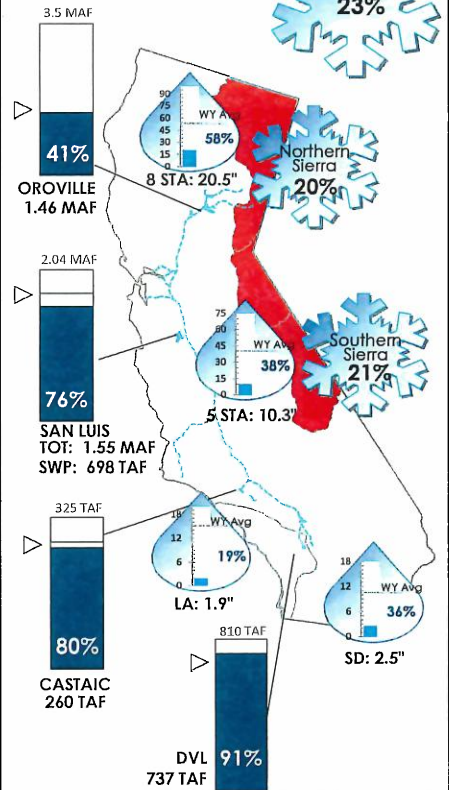 23%
3.5 MAF
41%
OROVILLE
1.46 MAF
90
75
60
45
30
15
0
WY Avg
58%
8 STA: 20.5"
Northern
Sierra
20%
2.04 MAF
76%
SAN LUIS
TOT: 1.55 MAF
SWP: 698 TAF
75
60
45
30
15
0
WY Avg
38%
5 STA: 10.3"
Southern
Sierra
21%
325 TAF
80%
CASTAIC
260 TAF
18
12
6
0
WY Avg
19%
LA: 1.9"
18
12
6
0
WY Avg
36%
SD: 2.5"
810 TAF
91%
DVL
737 TAF